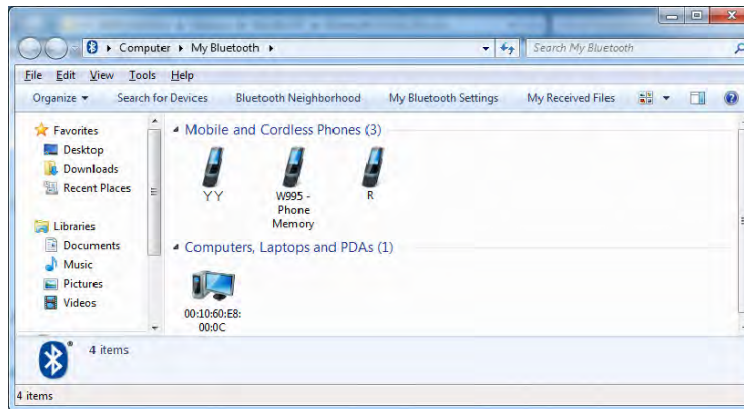 Computer ▸ My Bluetooth ▸
Search My Bluetooth
File Edit View Tools Help
Organize ▾ Search for Devices Bluetooth Neighborhood My Bluetooth Settings My Received Files
Favorites
Desktop
Downloads
Recent Places
Libraries
Documents
Music
Pictures
Videos
Mobile and Cordless Phones (3)
Y Y
W995 -
Phone
Memory
R
Computers, Laptops and PDAs (1)
00:10:60:E8:
00:0C
4 items
4 items